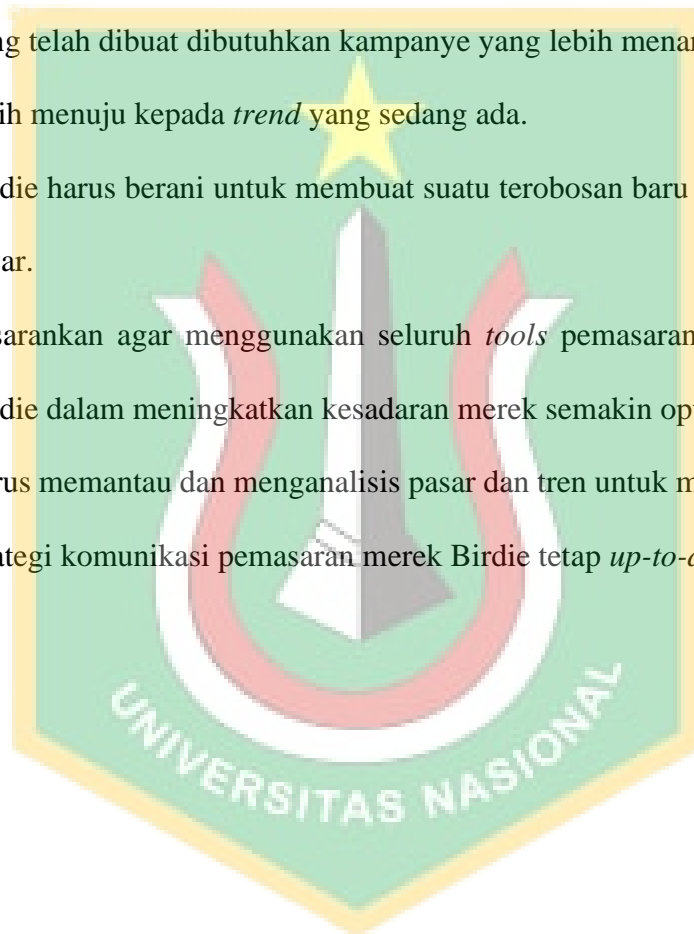 ng telah dibuat dibutuhkan kampanye yang lebih menar
ih menuju kepada trend yang sedang ada.
die harus berani untuk membuat suatu terobosan baru
ar.
sarankan agar menggunakan seluruh tools pemasaran
die dalam meningkatkan kesadaran merek semakin op
rus memantau dan menganalisis pasar dan tren untuk m
ategi komunikasi pemasaran merek Birdie tetap up-to-d
UNIVERSITAS NASIONAL